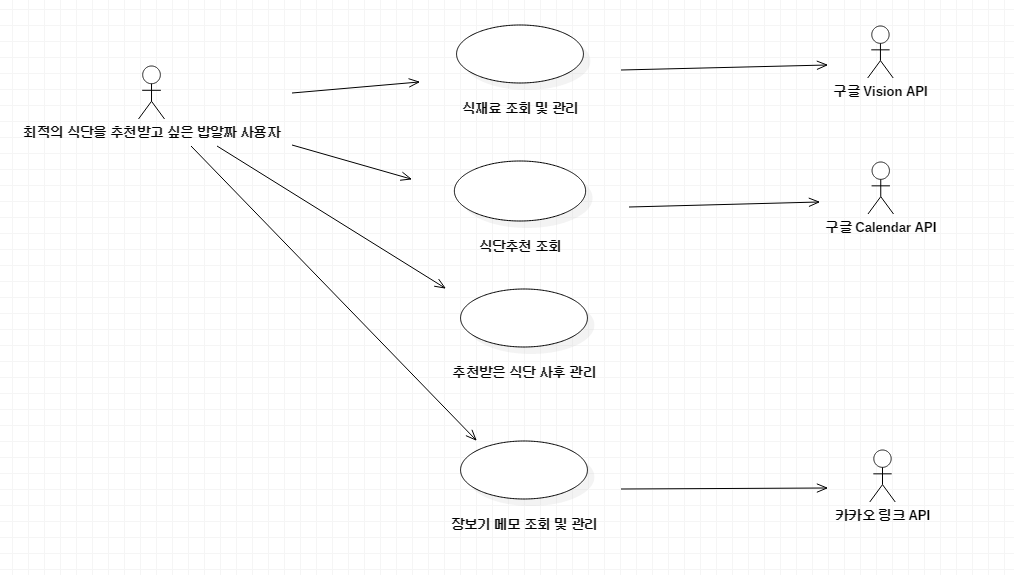 식재료 조회 및 관리
구글 Vision API
최적의 식단을 추천받고 싶은 밥알짜 사용자
식단추천 조회
구글 Calendar API
추천받은 식단 사후 관리
장보기 메모 조회 및 관리
카카오 링크 API